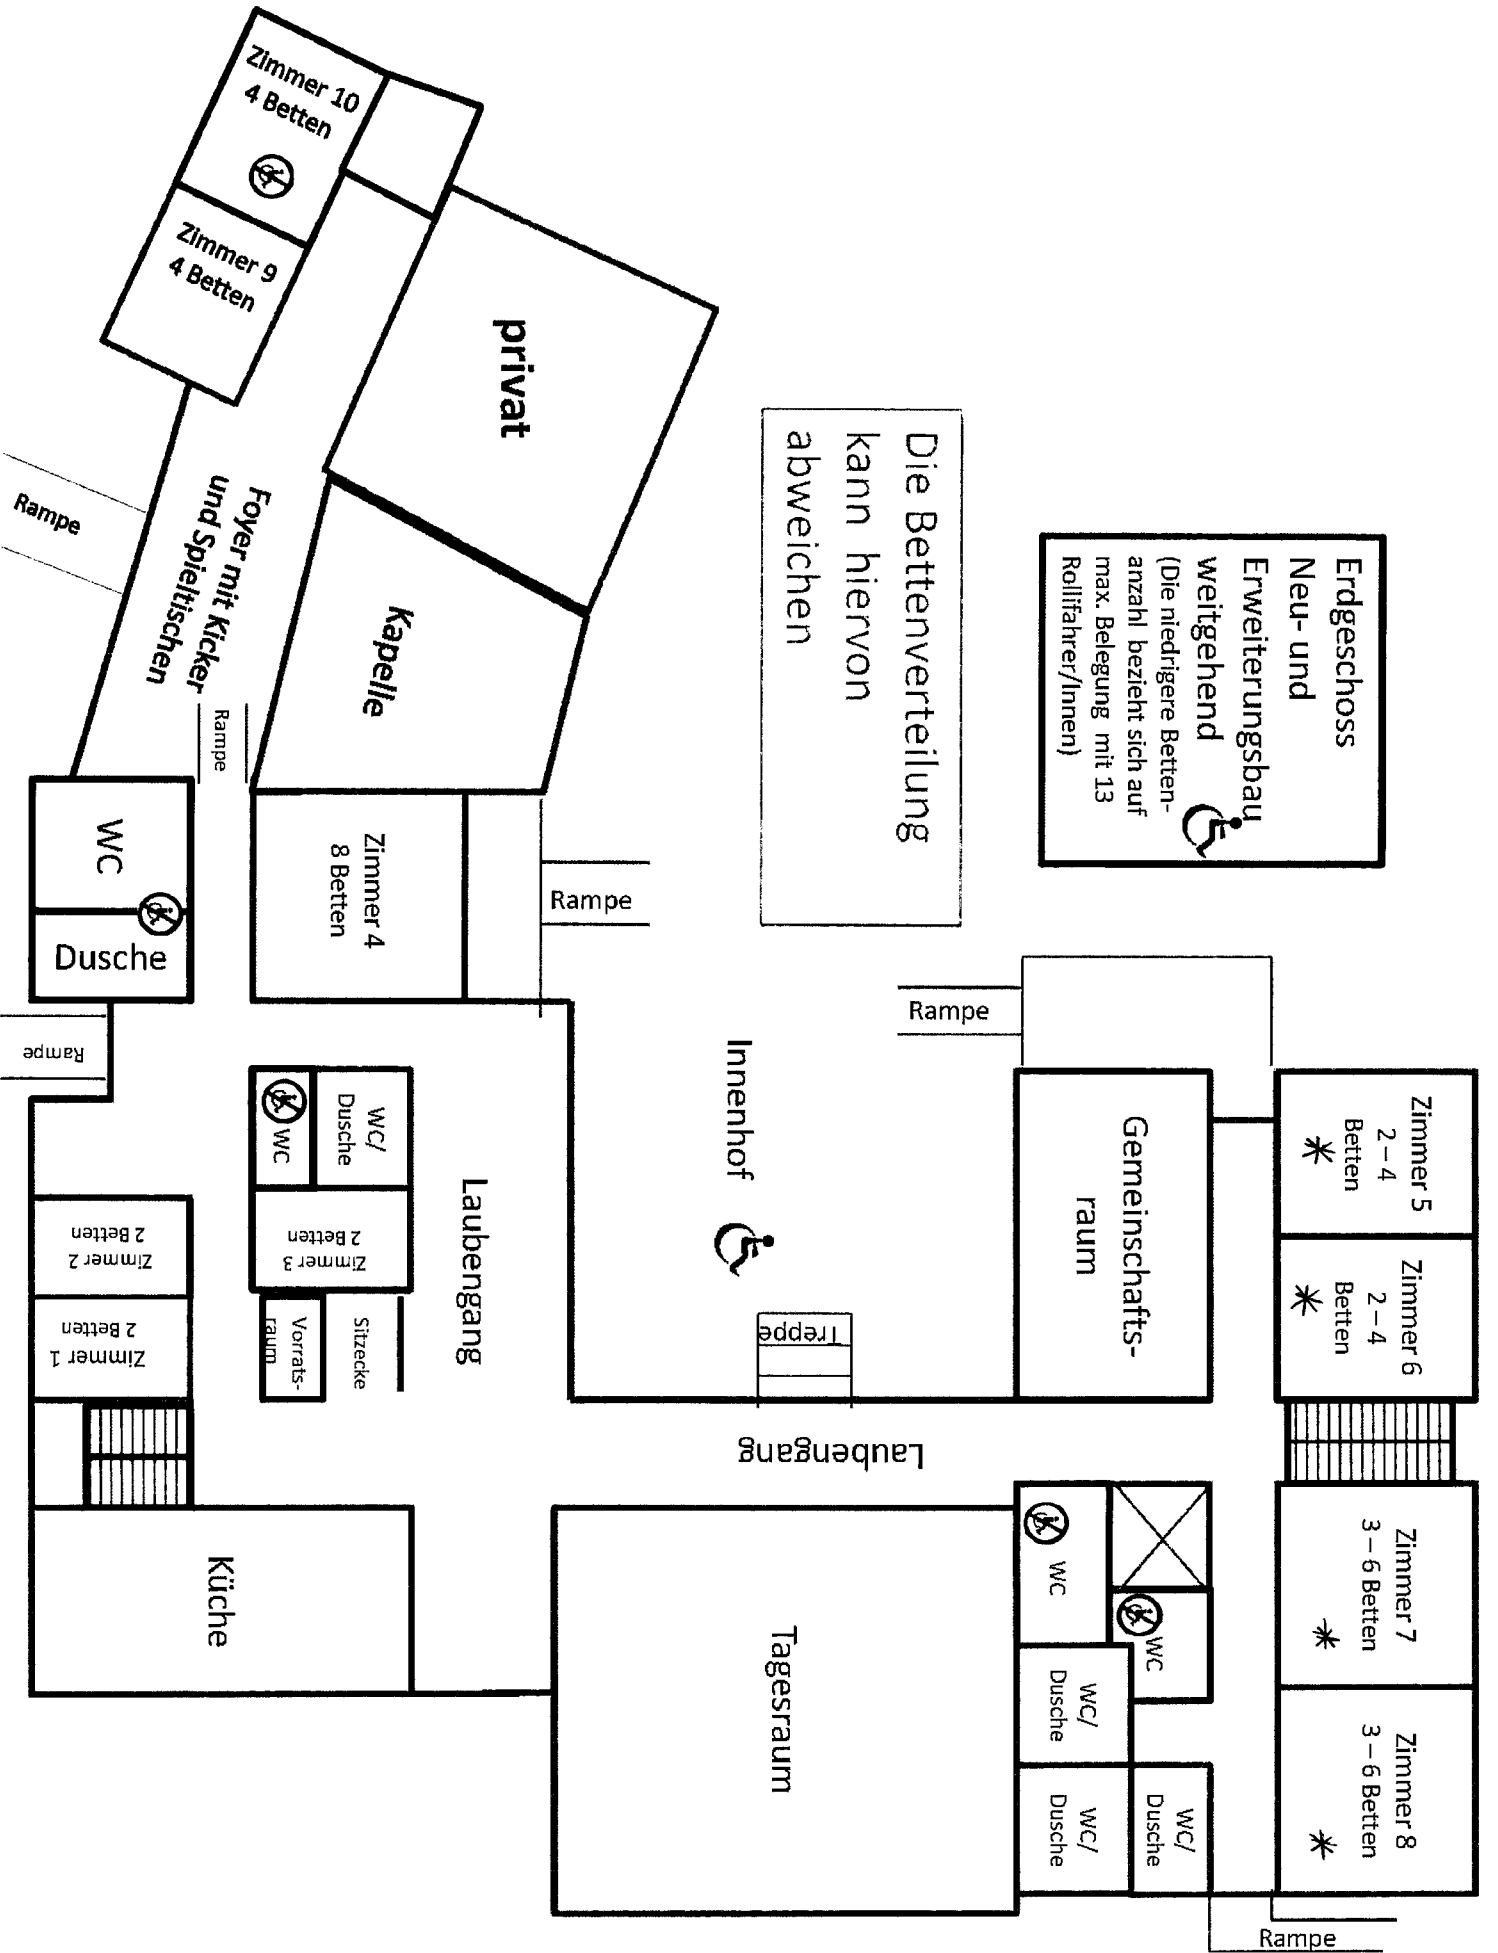 Erdgeschoss
Neu- und
Erweiterungsbau
weitgehend
(Die niedrigere Betten-
anzahl bezieht sich auf
max. Belegung mit 13
Rollifahrer/Innen)
Die Bettenverteilung
kann hiervon
abweichen
Zimmer 10
4 Betten
Zimmer 9
4 Betten
privat
Rampe
Foyer mit Kicker
und Spieltischen
Kapelle
Rampe
WC
Dusche
Zimmer 4
8 Betten
Rampe
Rampe
Rampe
Innenhof
Gemeinschafts-
raum
Zimmer 5
2 – 4
Betten
Zimmer 6
2 – 4
Betten
WC
WC/
Dusche
Zimmer 3
2 Betten
Laubengang
Zimmer 2
2 Betten
Zimmer 1
2 Betten
Vorrats-
raum
Sitzecke
Treppe
Laubengang
Küche
Tagesraum
WC
WC
WC/
Dusche
WC/
Dusche
WC/
Dusche
Zimmer 7
3 – 6 Betten
Zimmer 8
3 – 6 Betten
Rampe